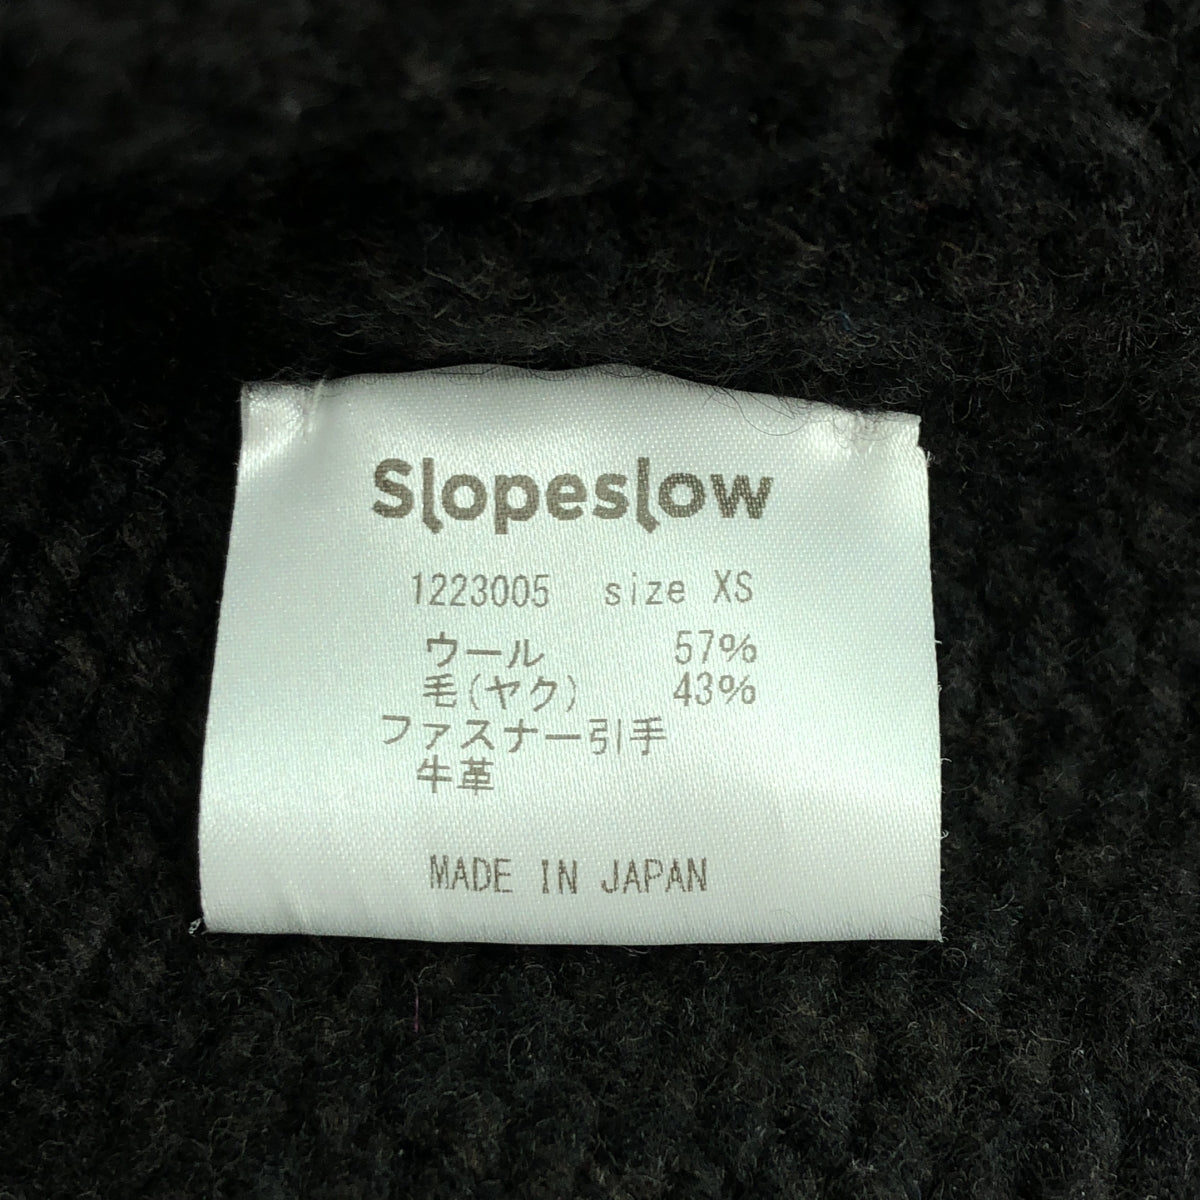 Slopeslow
1223005 size XS
ウール 57%
毛(ヤク) 43%
ファスナー引手
牛革
MADE IN JAPAN